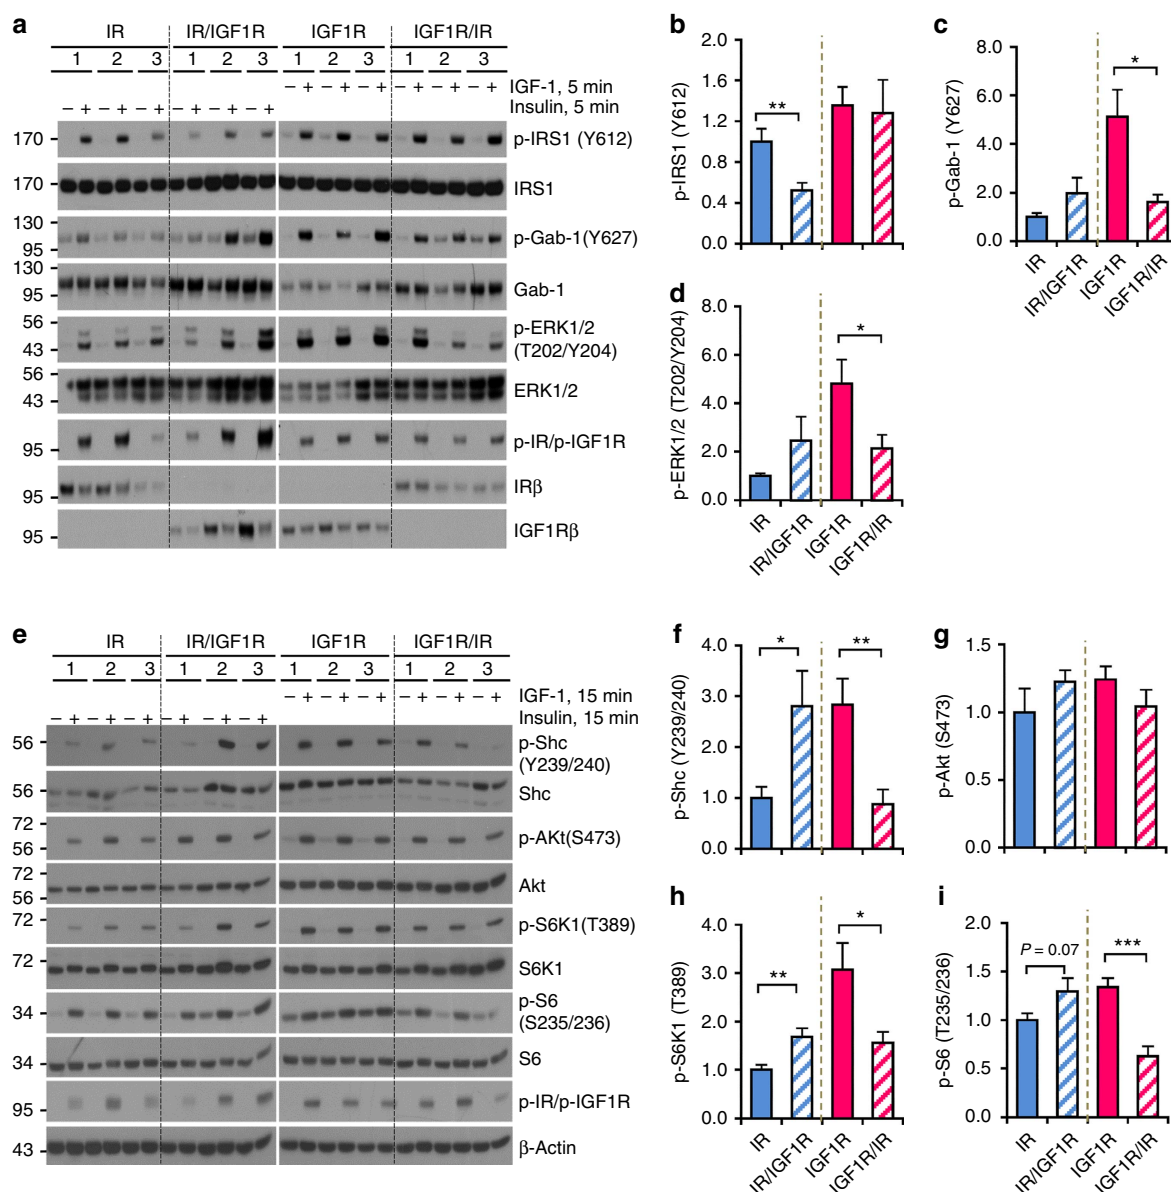 a
IR IR/IGF1R IGF1R IGF1R/IR
1 2 3 1 2 3 1 2 3 1 2 3
− + − + − + − + − + − + IGF-1, 5 min
− + − + − + − + − + − + Insulin, 5 min
170 p-IRS1 (Y612)
170 IRS1
130
95 p-Gab-1(Y627)
130
95 Gab-1
56 p-ERK1/2
43 (T202/Y204)
56
43 ERK1/2
95 p-IR/p-IGF1R
95 IRβ
95 IGF1Rβ
b
p-IRS1 (Y612)
2.0
1.6
1.2
0.8
0.4
0.0
**
c
p-Gab-1 (Y627)
8.0
6.0
4.0
2.0
0.0
*
IR IR/IGF1R IGF1R IGF1R/IR
d
p-ERK1/2 (T202/Y204)
8.0
6.0
4.0
2.0
0.0
*
IR IR/IGF1R IGF1R IGF1R/IR
e
IR IR/IGF1R IGF1R IGF1R/IR
1 2 3 1 2 3 1 2 3 1 2 3
− + − + − + − + − + − + IGF-1, 15 min
− + − + − + − + − + − + Insulin, 15 min
56 p-Shc
(Y239/240)
56 Shc
72
56 p-AKt(S473)
72
56 Akt
72 p-S6K1(T389)
72 S6K1
34 p-S6
(S235/236)
34 S6
95 p-IR/p-IGF1R
43 β-Actin
f
p-Shc (Y239/240)
4.0
3.0
2.0
1.0
0.0
* **
g
p-Akt (S473)
1.5
1.0
0.5
0.0
h
p-S6K1 (T389)
4.0
3.0
2.0
1.0
0.0
** *
IR IR/IGF1R IGF1R IGF1R/IR
i
p-S6 (T235/236)
2.0
1.5
1.0
0.5
0.0
P = 0.07 ***
IR IR/IGF1R IGF1R IGF1R/IR